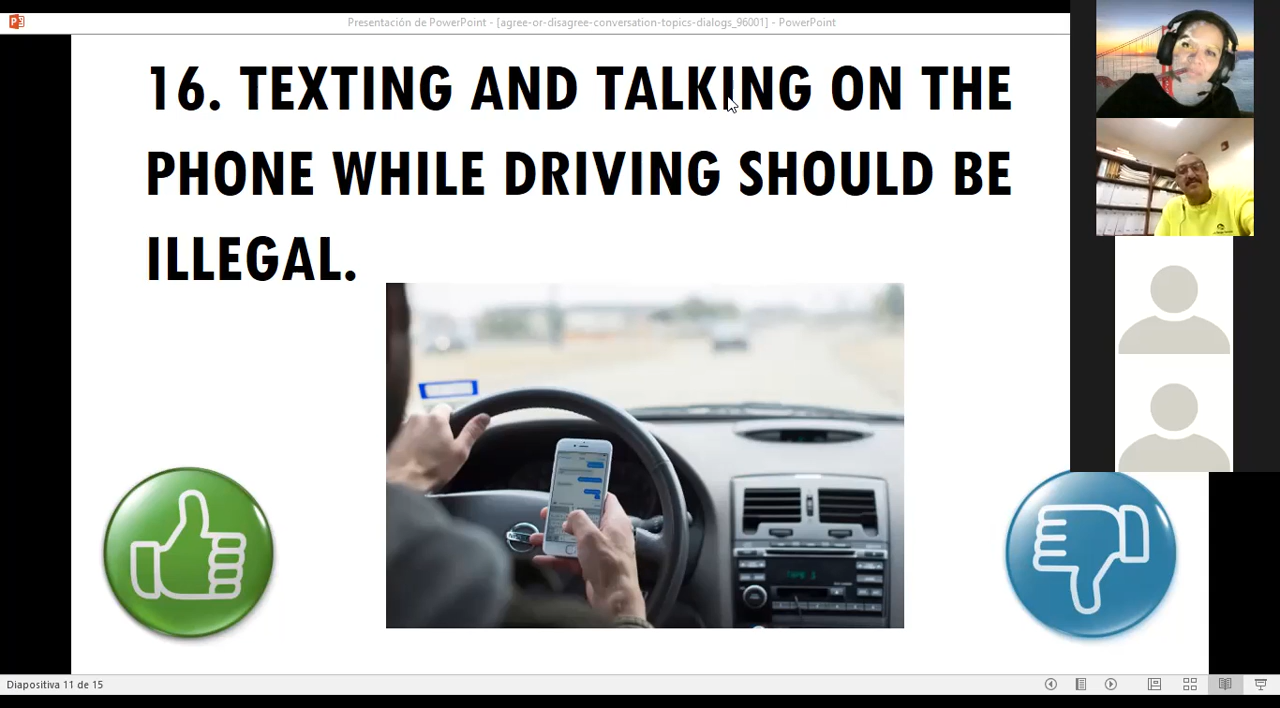 Presentación de PowerPoint - [agree-or-disagree-conversation-topics-dialogs_96001] - PowerPoint
16. TEXTING AND TALKING ON THE
PHONE WHILE DRIVING SHOULD BE
ILLEGAL.
Diapositiva 11 de 15